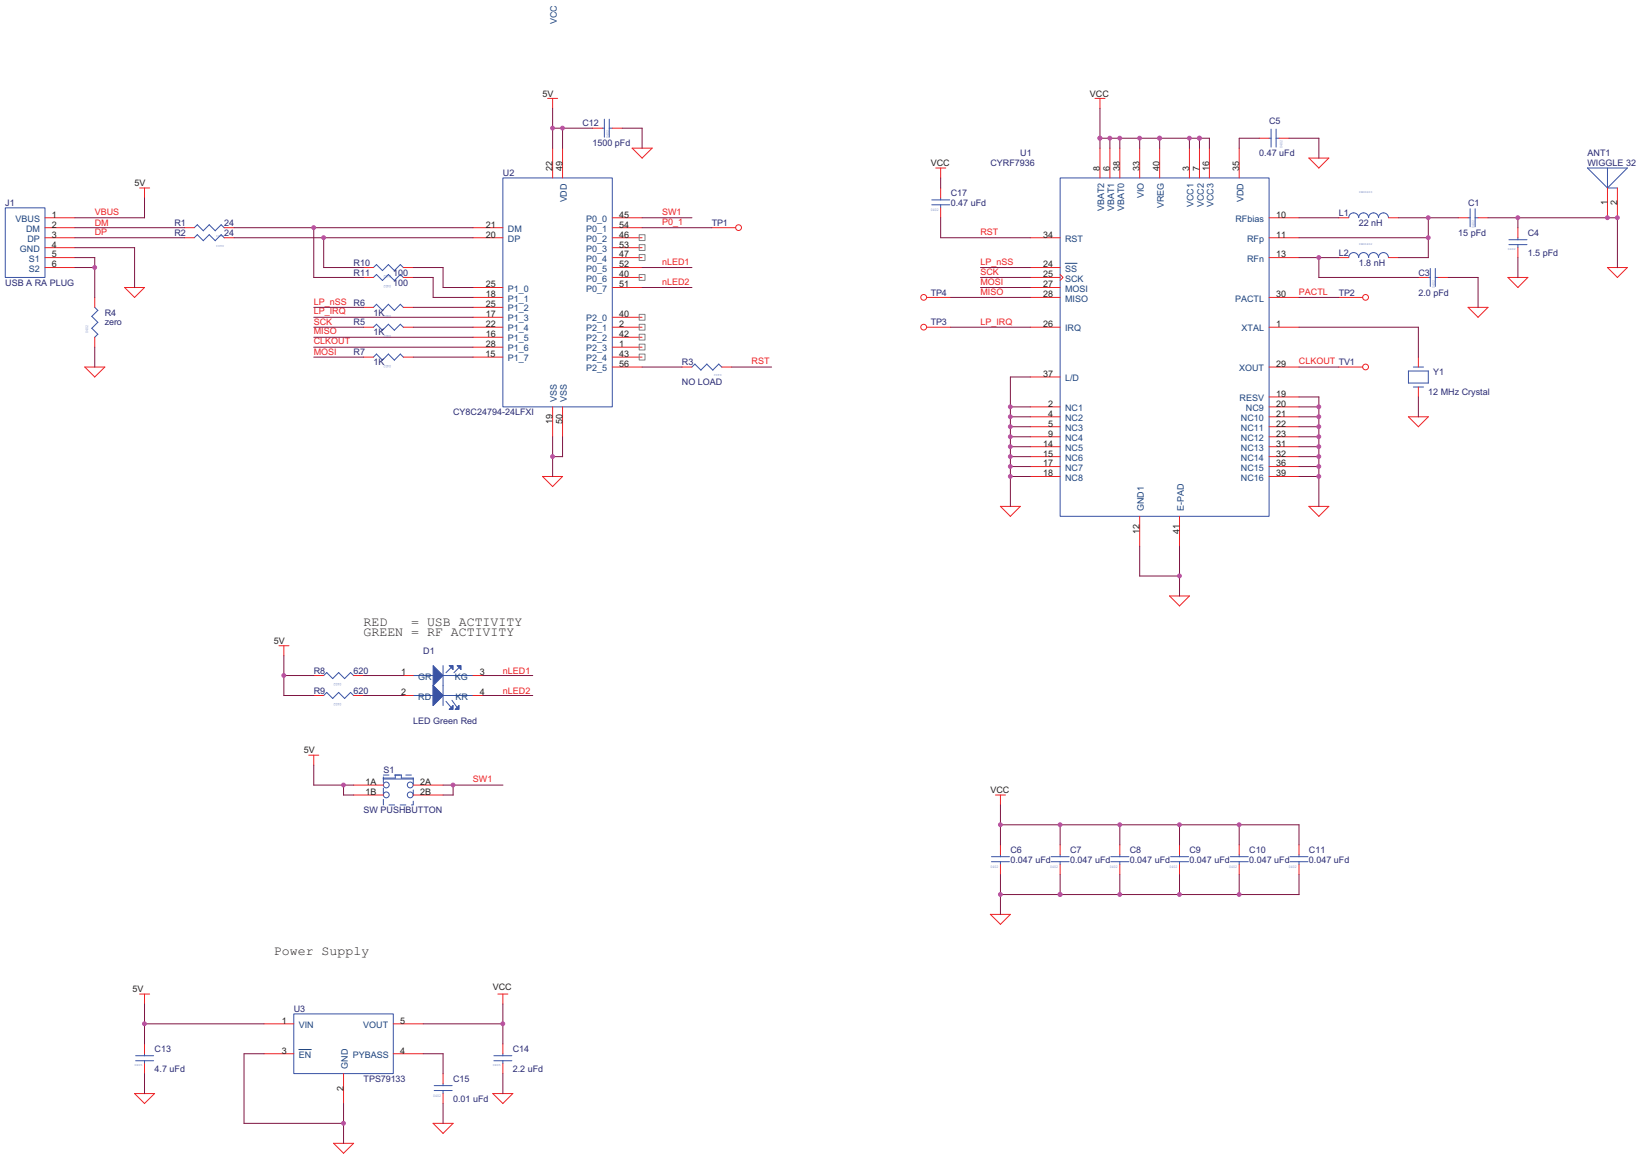 VCC
5V
C12
1500 pFd
22
49
U2
VDD
5V
J1
VBUS
1
VBUS
DM
2
DM
R1
24
DP
3
DP
R2
24
GND
4
S1
5
S2
6
USB A RA PLUG
R4
zero
21
DM
20
DP
R10
100
R11
100
25
P1_0
18
P1_1
LP_nSS
R6
1K
25
P1_2
LP_IRQ
17
P1_3
SCK
R5
1K
22
P1_4
MISO
16
P1_5
CLKOUT
28
P1_6
MOSI
R7
1K
15
P1_7
P0_0
45
SW1
P0_1
54
P0_1
TP1
P0_2
46
P0_3
53
P0_4
47
P0_5
52
nLED1
P0_6
40
P0_7
51
nLED2
P2_0
40
P2_1
2
P2_2
42
P2_3
1
P2_4
43
P2_5
56
R3
NO LOAD
RST
VSS
VSS
CY8C24794-24LFXI
19
50
VCC
C5
0.47 uFd
U1
CYRF7936
8
6
38
33
40
3
7
16
35
VBAT2
VBAT1
VBAT0
VIO
VREG
VCC1
VCC2
VCC3
VDD
VCC
C17
0.47 uFd
RST
34
RST
LP_nSS
24
SS
SCK
25
SCK
MOSI
27
MOSI
TP4
MISO
28
MISO
TP3
LP_IRQ
26
IRQ
37
L/D
2
NC1
4
NC2
5
NC3
9
NC4
14
NC5
15
NC6
17
NC7
18
NC8
RFbias
10
L1
22 nH
C1
15 pFd
RFp
11
RFn
13
L2
1.8 nH
C3
2.0 pFd
C4
1.5 pFd
ANT1
WIGGLE 32
1
2
PACTL
30
PACTL
TP2
XTAL
1
XOUT
29
CLKOUT
TV1
Y1
12 MHz Crystal
RESV
19
NC9
20
NC10
21
NC11
22
NC12
23
NC13
31
NC14
32
NC15
36
NC16
39
GND1
E-PAD
12
41
RED = USB ACTIVITY
GREEN = RF ACTIVITY
5V
D1
R8
620
1
GR
KG
3
nLED1
R9
620
2
RD
KR
4
nLED2
LED Green Red
5V
S1
1A
2A
SW1
1B
2B
SW PUSHBUTTON
VCC
C6
0.047 uFd
C7
0.047 uFd
C8
0.047 uFd
C9
0.047 uFd
C10
0.047 uFd
C11
0.047 uFd
Power Supply
5V
VCC
U3
1
VIN
VOUT
5
3
EN
GND
PYBASS
4
2
TPS79133
C13
4.7 uFd
C14
2.2 uFd
C15
0.01 uFd